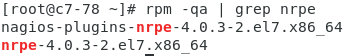 [root@c7-78 ~]# rpm -qa | grep nrpe
nagios-plugins-nrpe-4.0.3-2.el7.x86_64
nrpe-4.0.3-2.el7.x86_64